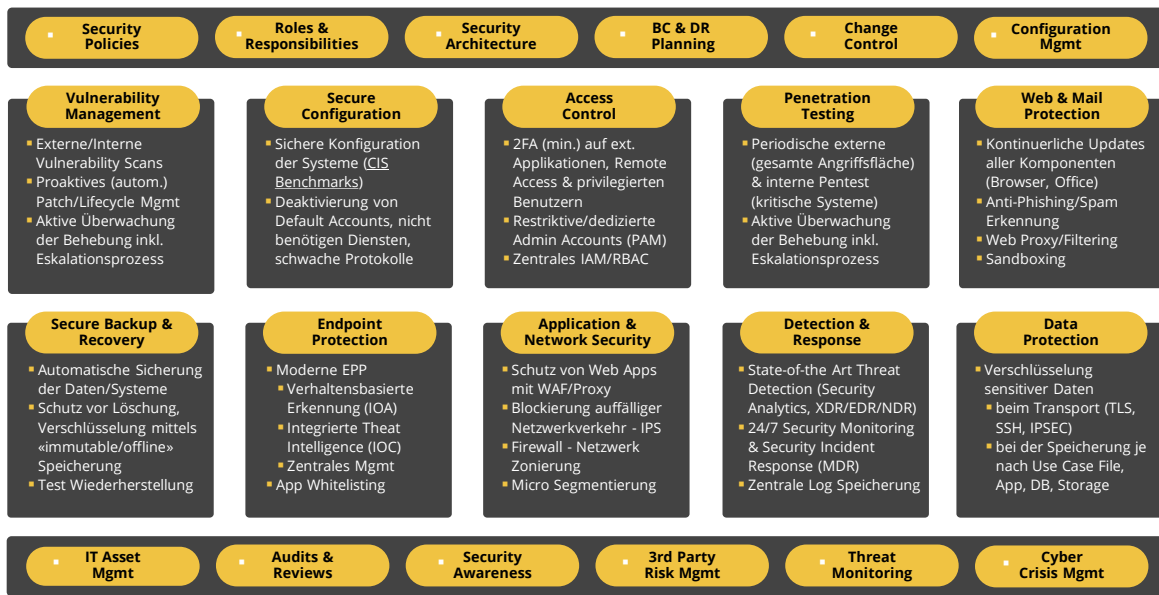 Security
Policies
Roles &
Responsibilities
Security
Architecture
BC & DR
Planning
Change
Control
Configuration
Mgmt
Vulnerability
Management
▪ Externe/Interne
Vulnerability Scans
▪ Proaktives (autom.)
Patch/Lifecycle Mgmt
▪ Aktive Überwachung
der Behebung inkl.
Eskalationsprozess
Secure
Configuration
▪ Sichere Konfiguration
der Systeme (CIS
Benchmarks)
▪ Deaktivierung von
Default Accounts, nicht
benötigen Diensten,
schwache Protokolle
Access
Control
▪ 2FA (min.) auf ext.
Applikationen, Remote
Access & privilegierten
Benutzern
▪ Restriktive/dedizierte
Admin Accounts (PAM)
▪ Zentrales IAM/RBAC
Penetration
Testing
▪ Periodische externe
(gesamte Angriffsfläche)
& interne Pentest
(kritische Systeme)
▪ Aktive Überwachung
der Behebung inkl.
Eskalationsprozess
Web & Mail
Protection
▪ Kontinuerliche Updates
aller Komponenten
(Browser, Office)
▪ Anti-Phishing/Spam
Erkennung
▪ Web Proxy/Filtering
▪ Sandboxing
Secure Backup &
Recovery
▪ Automatische Sicherung
der Daten/Systeme
▪ Schutz vor Löschung,
Verschlüsselung mittels
«immutable/offline»
Speicherung
▪ Test Wiederherstellung
Endpoint
Protection
▪ Moderne EPP
▪ Verhaltensbasierte
Erkennung (IOA)
▪ Integrierte Theat
Intelligence (IOC)
▪ Zentrales Mgmt
▪ App Whitelisting
Application &
Network Security
▪ Schutz von Web Apps
mit WAF/Proxy
▪ Blockierung auffälliger
Netzwerkverkehr - IPS
▪ Firewall - Netzwerk
Zonierung
▪ Micro Segmentierung
Detection &
Response
▪ State-of-the Art Threat
Detection (Security
Analytics, XDR/EDR/NDR)
▪ 24/7 Security Monitoring
& Security Incident
Response (MDR)
▪ Zentrale Log Speicherung
Data
Protection
▪ Verschlüsselung
sensitiver Daten
▪ beim Transport (TLS,
SSH, IPSEC)
▪ bei der Speicherung je
nach Use Case File,
App, DB, Storage
IT Asset
Mgmt
Audits &
Reviews
Security
Awareness
3rd Party
Risk Mgmt
Threat
Monitoring
Cyber
Crisis Mgmt